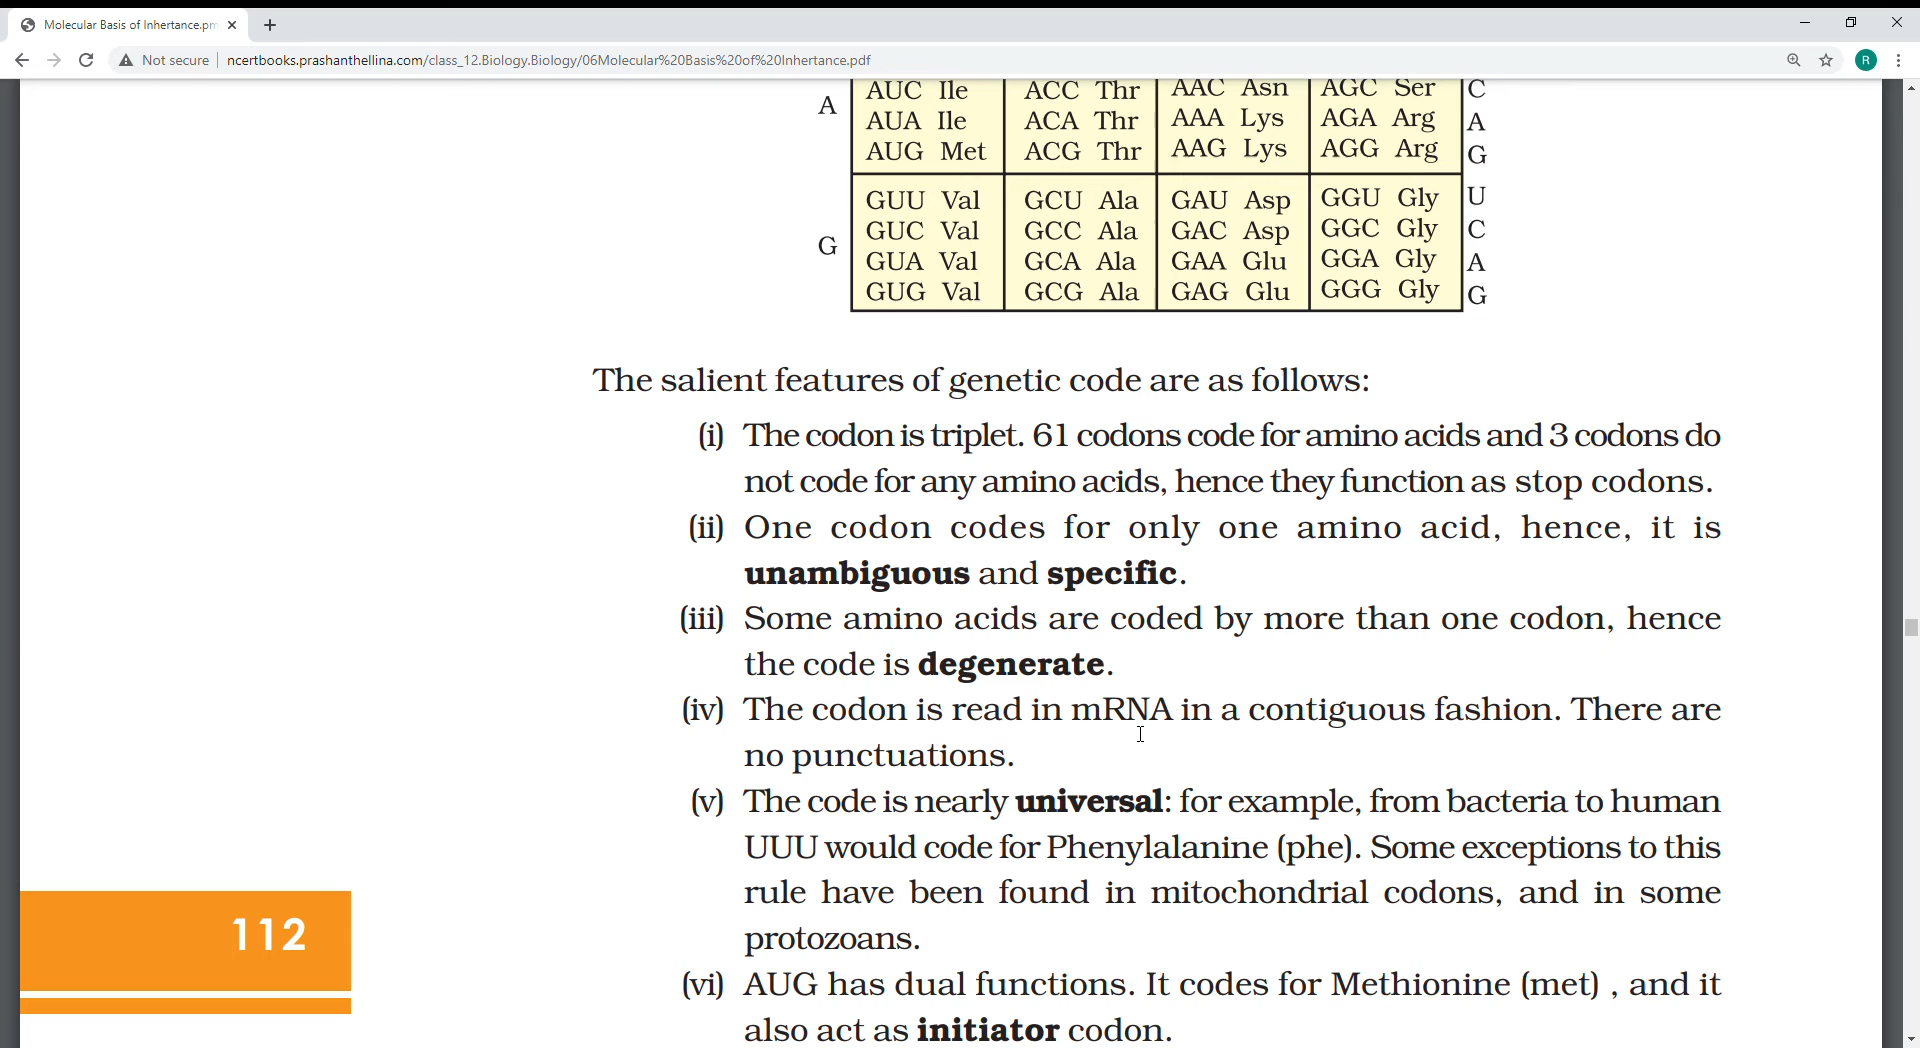 Molecular Basis of Inhertance.pm
Not secure
ncertbooks.prashanthellina.com/class_12.Biology.Biology/06Molecular%20Basis%20of%20Inhertance.pdf
R
AUC Ile ACC Thr AAC Asn AGC Ser C
A AUA Ile ACA Thr AAA Lys AGA Arg A
AUG Met ACG Thr AAG Lys AGG Arg G
GUU Val GCU Ala GAU Asp GGU Gly U
GUC Val GCC Ala GAC Asp GGC Gly C
G GUA Val GCA Ala GAA Glu GGA Gly A
GUG Val GCG Ala GAG Glu GGG Gly G
The salient features of genetic code are as follows:
(i) The codon is triplet. 61 codons code for amino acids and 3 codons do
not code for any amino acids, hence they function as stop codons.
(ii) One codon codes for only one amino acid, hence, it is
unambiguous and specific.
(iii) Some amino acids are coded by more than one codon, hence
the code is degenerate.
(iv) The codon is read in mRNA in a contiguous fashion. There are
no punctuations.
(v) The code is nearly universal: for example, from bacteria to human
UUU would code for Phenylalanine (phe). Some exceptions to this
rule have been found in mitochondrial codons, and in some
protozoans.
(vi) AUG has dual functions. It codes for Methionine (met) , and it
also act as initiator codon.
112